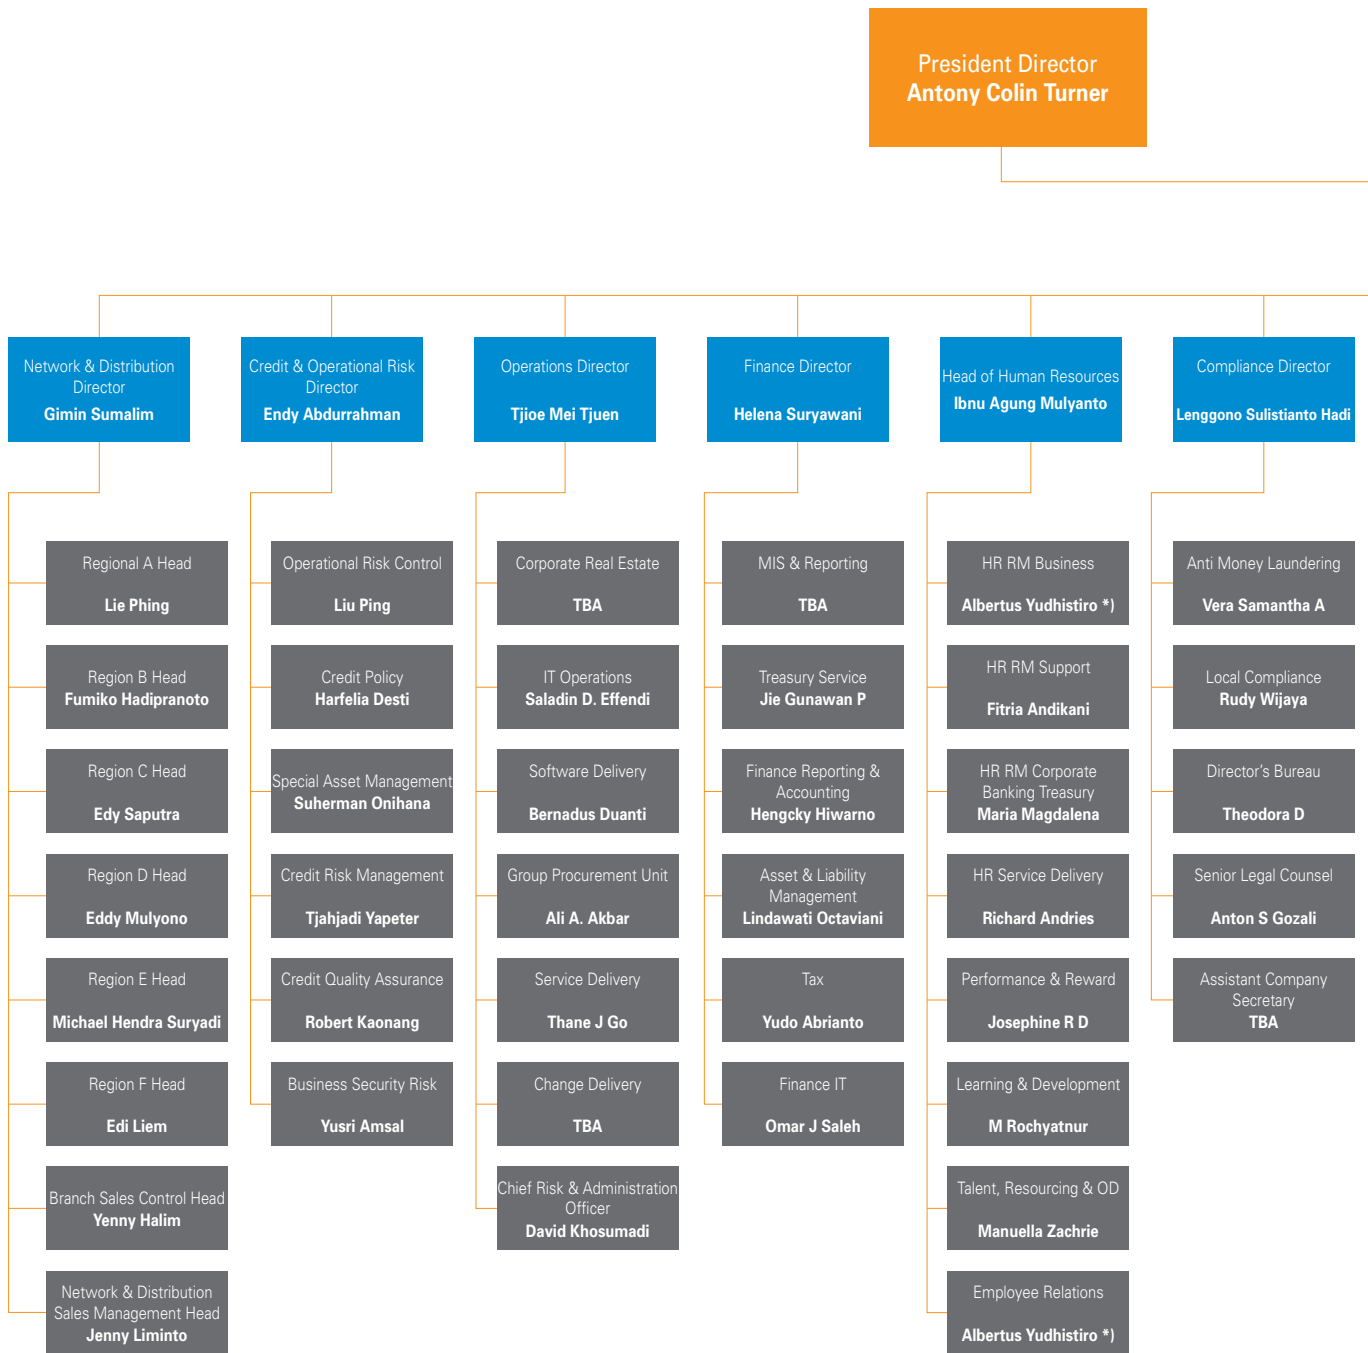 President Director
Antony Colin Turner
Network & Distribution
Director
Gimin Sumalim
Credit & Operational Risk
Director
Endy Abdurrahman
Operations Director
Tjioe Mei Tjuen
Finance Director
Helena Suryawani
Head of Human Resources
Ibnu Agung Mulyanto
Compliance Director
Lenggono Sulistianto Hadi
Regional A Head
Lie Phing
Region B Head
Fumiko Hadipranoto
Region C Head
Edy Saputra
Region D Head
Eddy Mulyono
Region E Head
Michael Hendra Suryadi
Region F Head
Edi Liem
Branch Sales Control Head
Yenny Halim
Network & Distribution
Sales Management Head
Jenny Liminto
Operational Risk Control
Liu Ping
Credit Policy
Harfelia Desti
Special Asset Management
Suherman Onihana
Credit Risk Management
Tjahjadi Yapeter
Credit Quality Assurance
Robert Kaonang
Business Security Risk
Yusri Amsal
Corporate Real Estate
TBA
IT Operations
Saladin D. Effendi
Software Delivery
Bernadus Duanti
Group Procurement Unit
Ali A. Akbar
Service Delivery
Thane J Go
Change Delivery
TBA
Chief Risk & Administration
Officer
David Khosumadi
MIS & Reporting
TBA
Treasury Service
Jie Gunawan P
Finance Reporting &
Accounting
Hengcky Hiwarno
Asset & Liability
Management
Lindawati Octaviani
Tax
Yudo Abrianto
Finance IT
Omar J Saleh
HR RM Business
Albertus Yudhistiro *)
HR RM Support
Fitria Andikani
HR RM Corporate
Banking Treasury
Maria Magdalena
HR Service Delivery
Richard Andries
Performance & Reward
Josephine R D
Learning & Development
M Rochyatnur
Talent, Resourcing & OD
Manuella Zachrie
Employee Relations
Albertus Yudhistiro *)
Anti Money Laundering
Vera Samantha A
Local Compliance
Rudy Wijaya
Director’s Bureau
Theodora D
Senior Legal Counsel
Anton S Gozali
Assistant Company
Secretary
TBA